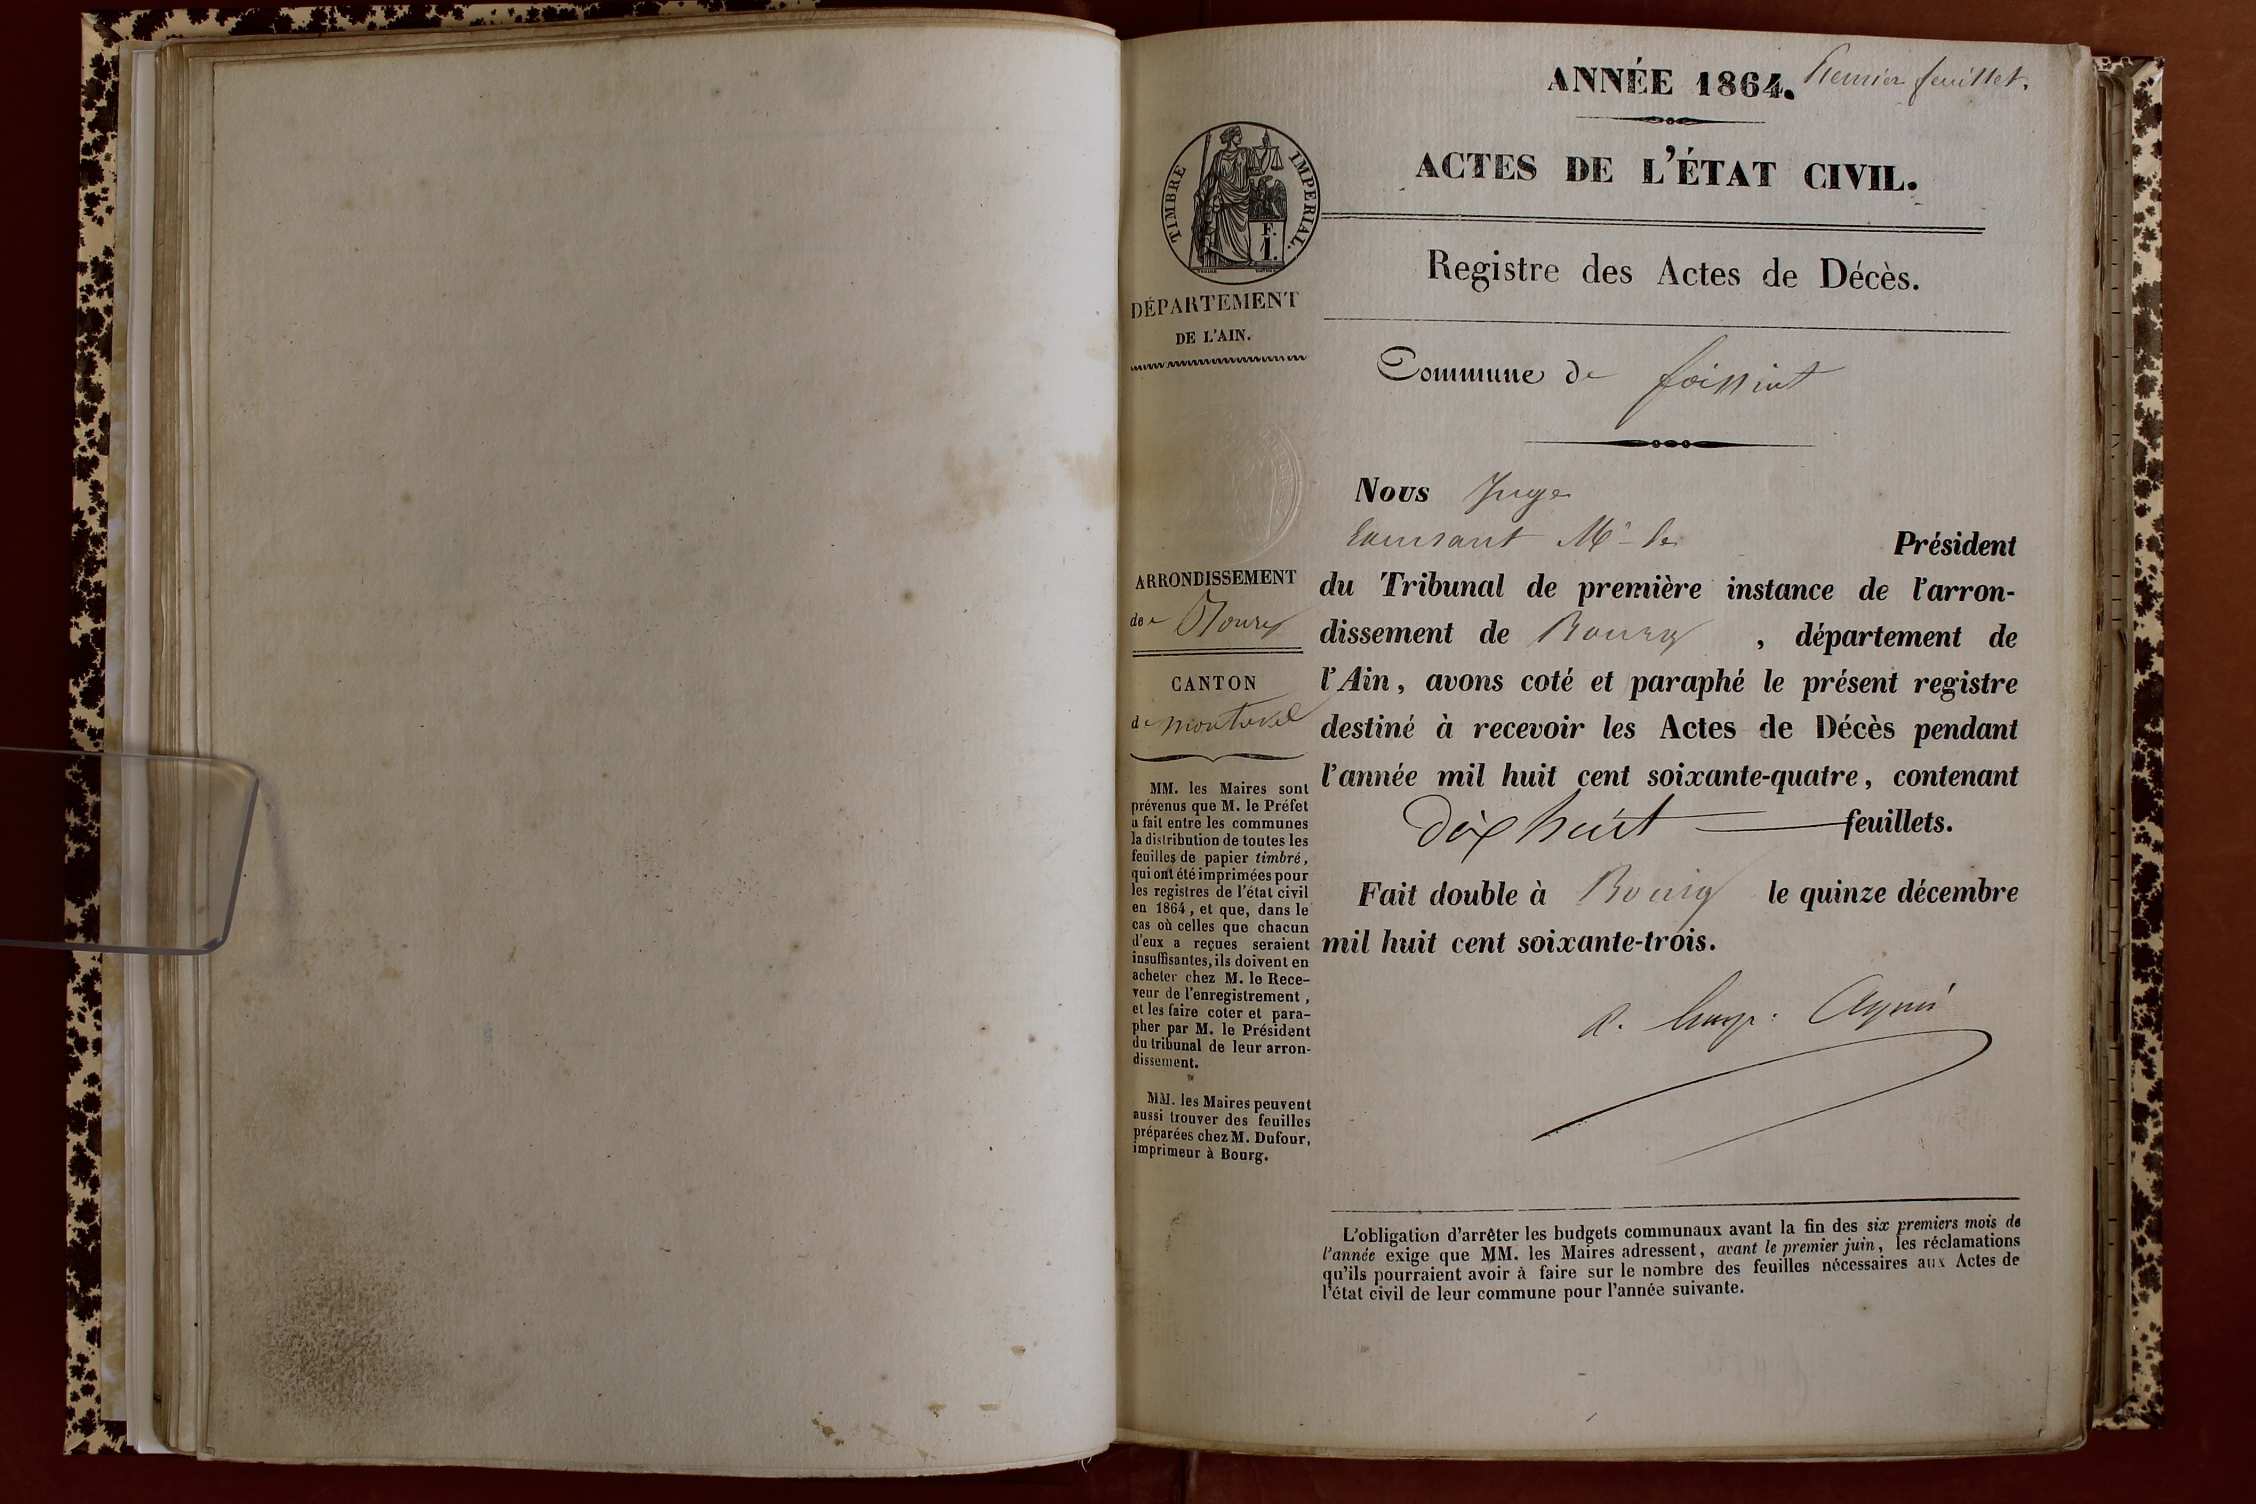 ANNÉE 1864. Premier feuillet.
ACTES DE L'ÉTAT CIVIL.
TIMBRE IMPERIAL.
F.
1.
Registre des Actes de Décès.
DÉPARTEMENT
DE L'AIN.
Commune de foissiat
Nous Juge
Président
ARRONDISSEMENT
de Bourg
CANTON
de montrevel
du Tribunal de première instance de l'arron-
dissement de Bourg , département de
l'Ain, avons coté et paraphé le présent registre
destiné à recevoir les Actes de Décès pendant
l'année mil huit cent soixante-quatre, contenant
dix huit feuillets.
Fait double à Bourg le quinze décembre
mil huit cent soixante-trois.
MM. les Maires sont
prévenus que M. le Préfet
a fait entre les communes
la distribution de toutes les
feuilles de papier timbré,
qui ont été imprimées pour
les registres de l'état civil
en 1864, et que, dans le
cas où celles que chacun
d'eux a reçues seraient
insuffisantes, ils doivent en
acheter chez M. le Rece-
veur de l'enregistrement,
et les faire coter et para-
pher par M. le Président
du tribunal de leur arron-
dissement.
MM. les Maires peuvent
aussi trouver des feuilles
préparées chez M. Dufour,
imprimeur à Bourg.
L'obligation d'arrêter les budgets communaux avant la fin des six premiers mois de
l'année exige que MM. les Maires adressent, avant le premier juin, les réclamations
qu'ils pourraient avoir à faire sur le nombre des feuilles nécessaires aux Actes de
l'état civil de leur commune pour l'année suivante.